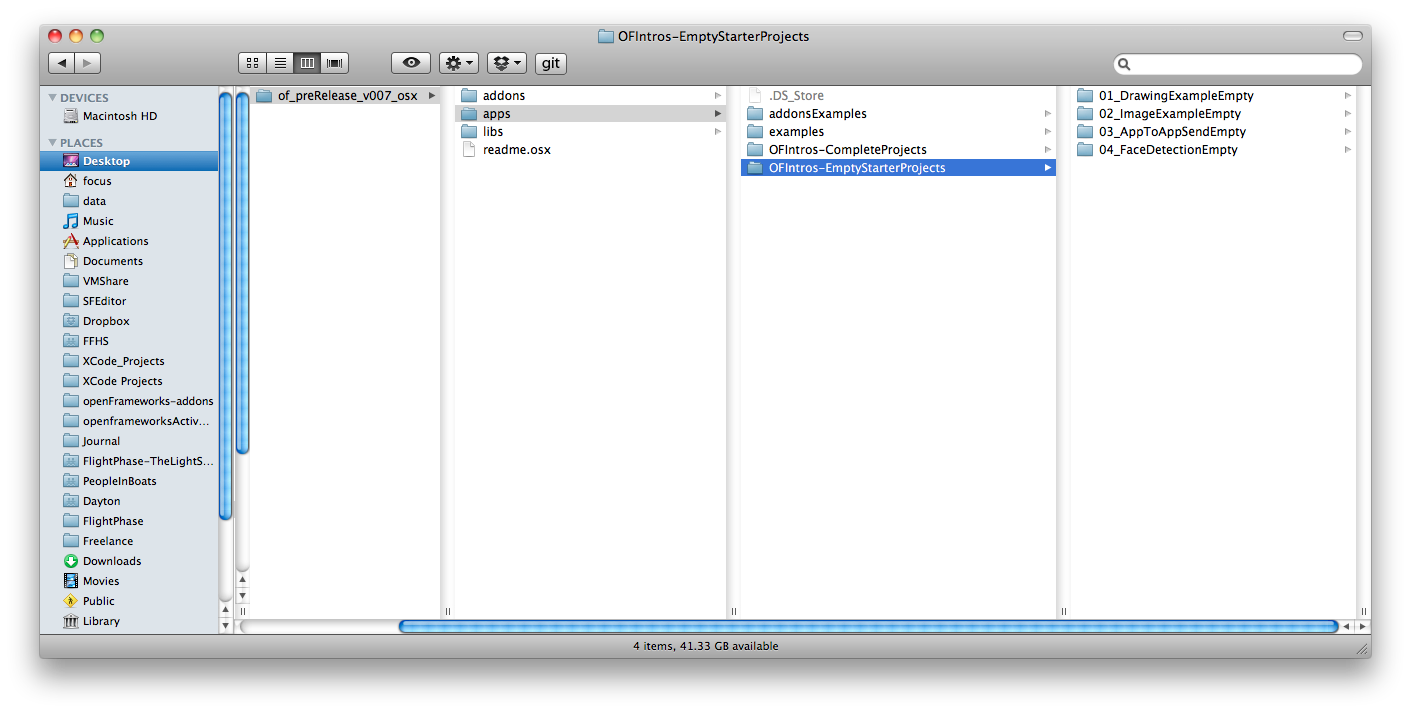 OFIntros-EmptyStarterProjects
git
DEVICES
Macintosh HD
PLACES
Desktop
focus
data
Music
Applications
Documents
VMShare
SFEditor
Dropbox
FFHS
XCode_Projects
XCode Projects
openFrameworks-addons
openframeworksActiv...
Journal
FlightPhase-TheLightS...
PeopleInBoats
Dayton
FlightPhase
Freelance
Downloads
Movies
Public
Library
of_preRelease_v007_osx
addons
apps
libs
readme.osx
.DS_Store
addonsExamples
examples
OFIntros-CompleteProjects
OFIntros-EmptyStarterProjects
01_DrawingExampleEmpty
02_ImageExampleEmpty
03_AppToAppSendEmpty
04_FaceDetectionEmpty
4 items, 41.33 GB available